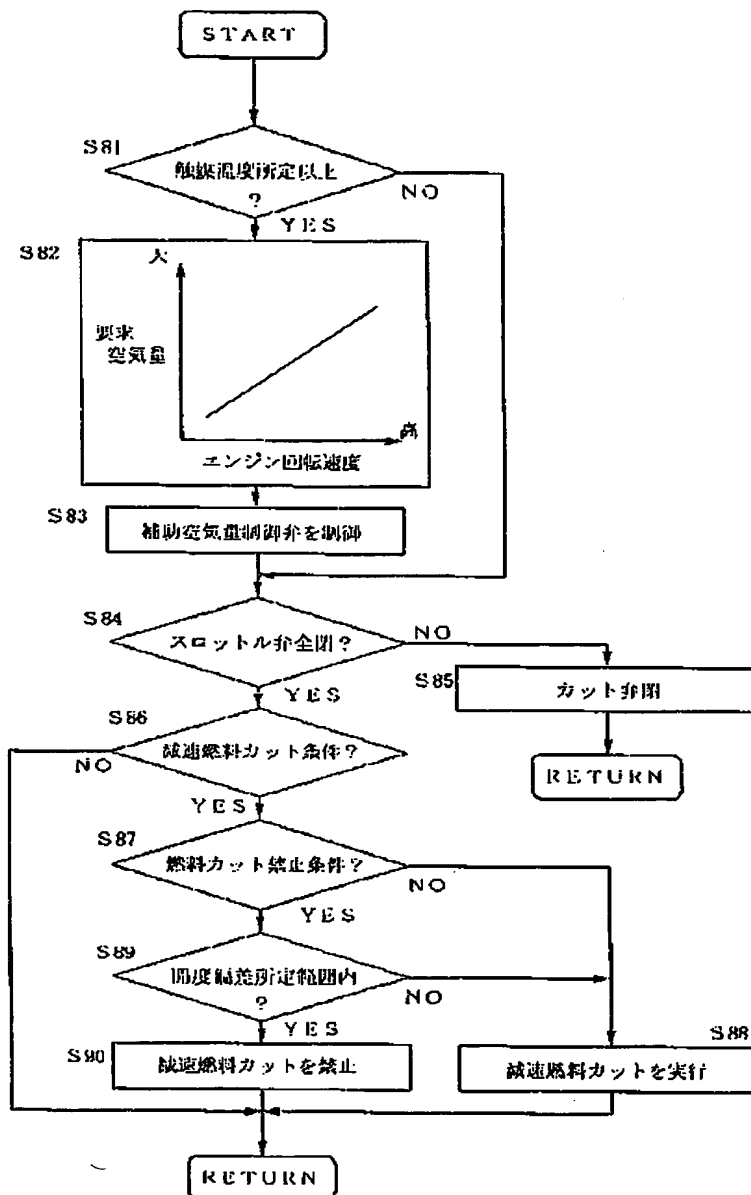 START
S81
触媒温度所定以上
?
NO
YES
S82
大
要求
空気量
高
エンジン回転速度
S83
補助空気量制御弁を制御
S84
スロットル弁全閉?
NO
YES
S85
カット弁閉
RETURN
S86
減速燃料カット条件?
NO
YES
S87
燃料カット禁止条件?
NO
YES
S89
開度偏差所定範囲内
?
NO
YES
S90
減速燃料カットを禁止
S88
減速燃料カットを実行
RETURN